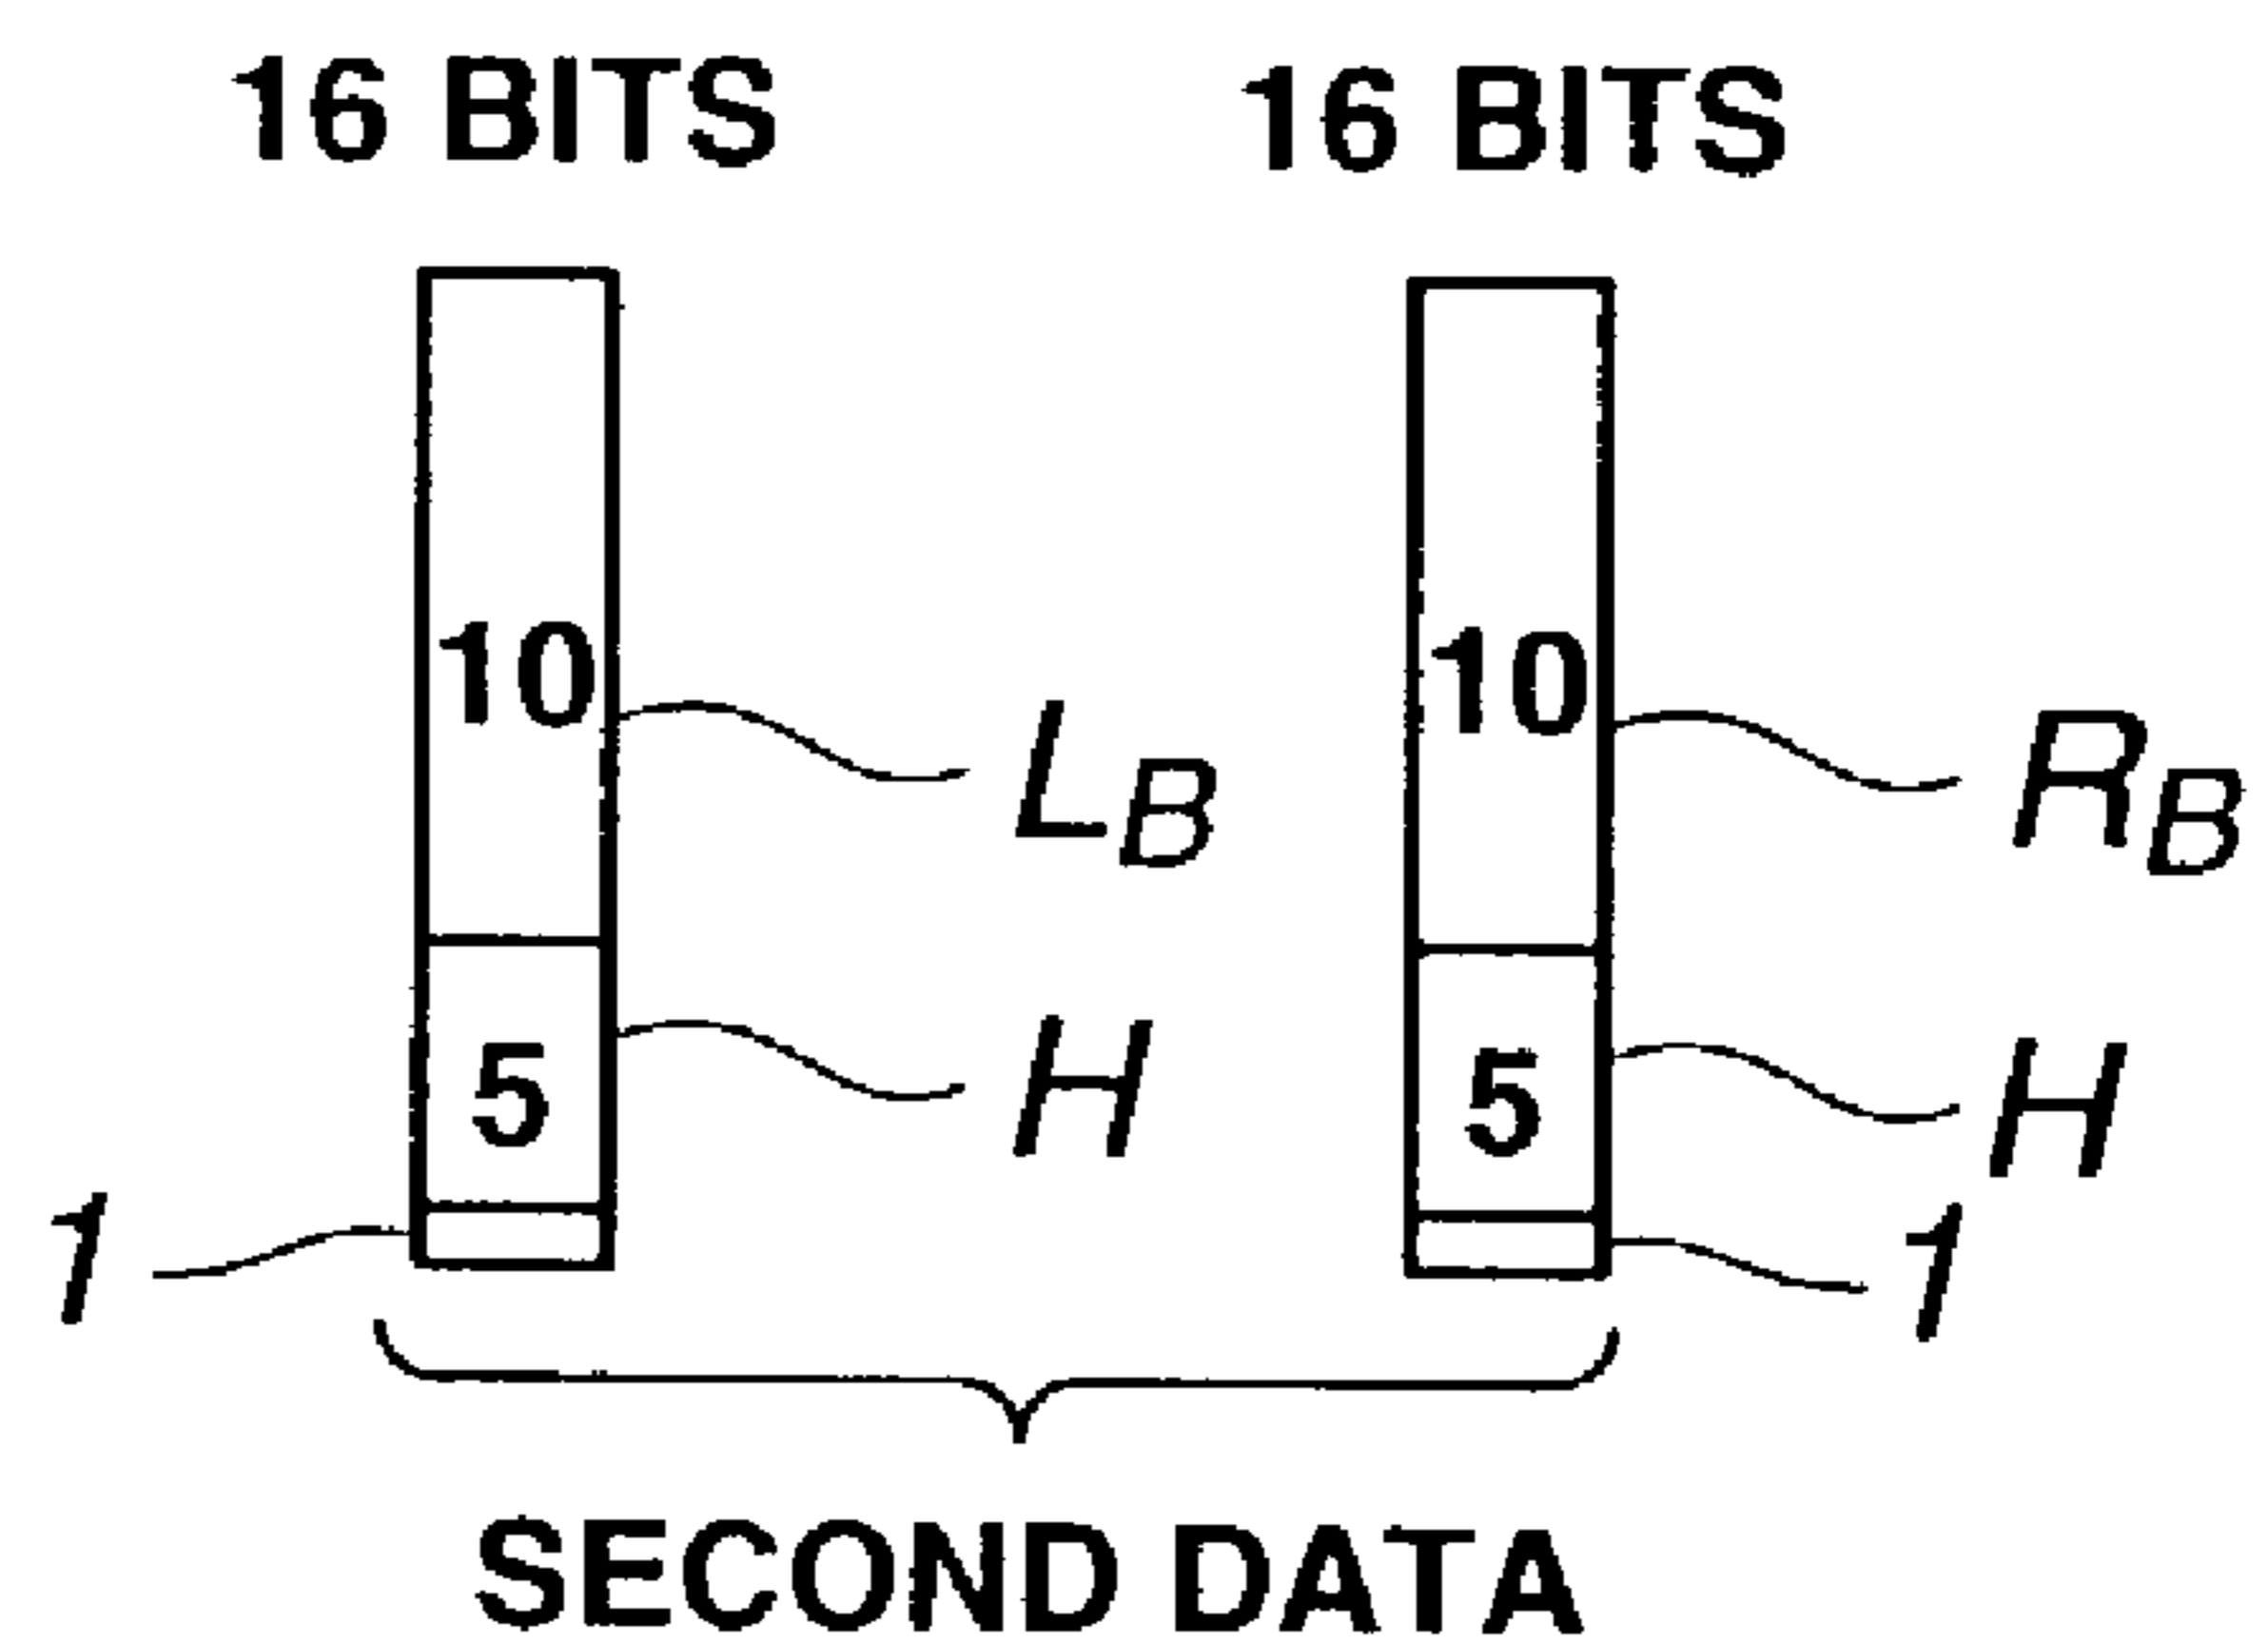 16 BITS 16 BITS
10 10
L_B R_B
5 H 5 H
1 1
SECOND DATA